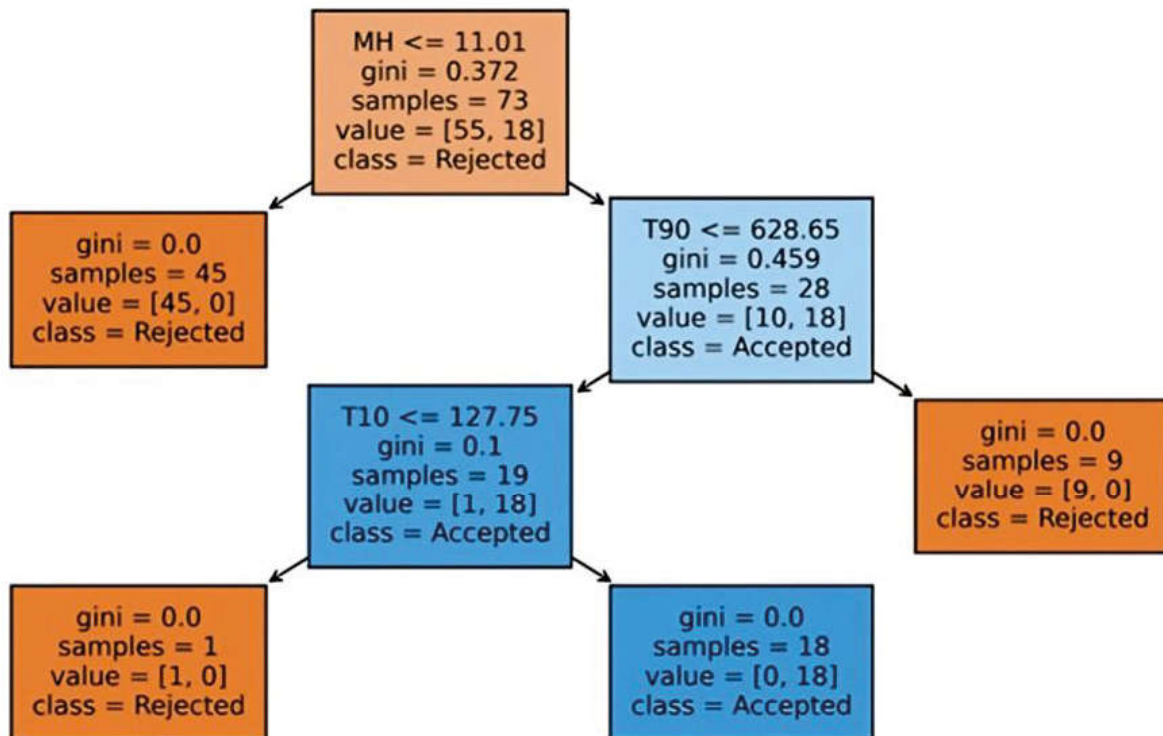 MH <= 11.01
gini = 0.372
samples = 73
value = [55, 18]
class = Rejected
gini = 0.0
samples = 45
value = [45, 0]
class = Rejected
T90 <= 628.65
gini = 0.459
samples = 28
value = [10, 18]
class = Accepted
T10 <= 127.75
gini = 0.1
samples = 19
value = [1, 18]
class = Accepted
gini = 0.0
samples = 9
value = [9, 0]
class = Rejected
gini = 0.0
samples = 1
value = [1, 0]
class = Rejected
gini = 0.0
samples = 18
value = [0, 18]
class = Accepted